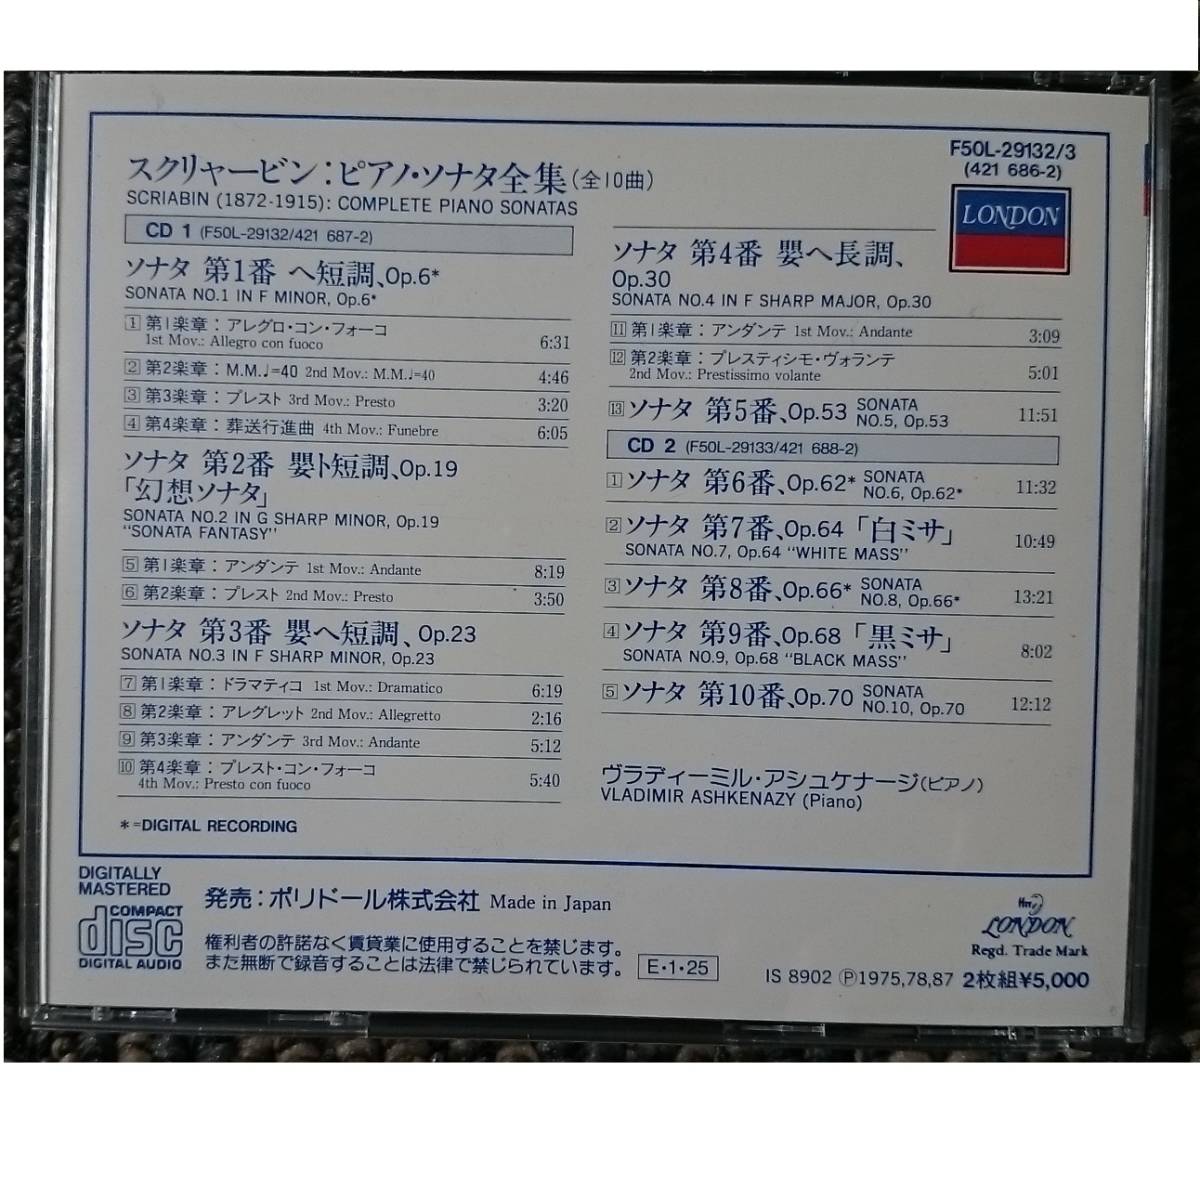 スクリャービン：ピアノ・ソナタ全集（全10曲）
SCRIABIN (1872-1915): COMPLETE PIANO SONATAS
CD 1 (F50L-29132/421 687-2)
ソナタ 第1番 ヘ短調、Op.6*
SONATA NO.1 IN F MINOR, Op.6*
1 第1楽章：アレグロ・コン・フォーコ
1st Mov.: Allegro con fuoco 6:31
2 第2楽章：M.M.♩=40 2nd Mov.: M.M.♩=40 4:46
3 第3楽章：プレスト 3rd Mov.: Presto 3:20
4 第4楽章：葬送行進曲 4th Mov.: Funebre 6:05
ソナタ 第2番 嬰ト短調、Op.19
「幻想ソナタ」
SONATA NO.2 IN G SHARP MINOR, Op.19
“SONATA FANTASY”
5 第1楽章：アンダンテ 1st Mov.: Andante 8:19
6 第2楽章：プレスト 2nd Mov.: Presto 3:50
ソナタ 第3番 嬰ヘ短調、Op.23
SONATA NO.3 IN F SHARP MINOR, Op.23
7 第1楽章：ドラマティコ 1st Mov.: Dramatico 6:19
8 第2楽章：アレグレット 2nd Mov.: Allegretto 2:16
9 第3楽章：アンダンテ 3rd Mov.: Andante 5:12
10 第4楽章：プレスト・コン・フォーコ
4th Mov.: Presto con fuoco 5:40
*=DIGITAL RECORDING
F50L-29132/3
(421 686-2)
LONDON
ソナタ 第4番 嬰ヘ長調、
Op.30
SONATA NO.4 IN F SHARP MAJOR, Op.30
11 第1楽章：アンダンテ 1st Mov.: Andante 3:09
12 第2楽章：プレスティシモ・ヴォランテ
2nd Mov.: Prestissimo volante 5:01
13 ソナタ 第5番、Op.53 SONATA NO.5, Op.53 11:51
CD 2 (F50L-29133/421 688-2)
1 ソナタ 第6番、Op.62* SONATA NO.6, Op.62* 11:32
2 ソナタ 第7番、Op.64「白ミサ」
SONATA NO.7, Op.64 “WHITE MASS” 10:49
3 ソナタ 第8番、Op.66* SONATA NO.8, Op.66* 13:21
4 ソナタ 第9番、Op.68「黒ミサ」
SONATA NO.9, Op.68 “BLACK MASS” 8:02
5 ソナタ 第10番、Op.70 SONATA NO.10, Op.70 12:12
ヴラディーミル・アシュケナージ（ピアノ）
VLADIMIR ASHKENAZY (Piano)
DIGITALLY
MASTERED
COMPACT
disc
DIGITAL AUDIO
発売：ポリドール株式会社 Made in Japan
権利者の許諾なく賃貸業に使用することを禁じます。
また無断で録音することは法律で禁じられています。 E・1・25
ffrr
LONDON
Regd. Trade Mark
IS 8902 Ⓟ1975,78,87 2枚組¥5,000